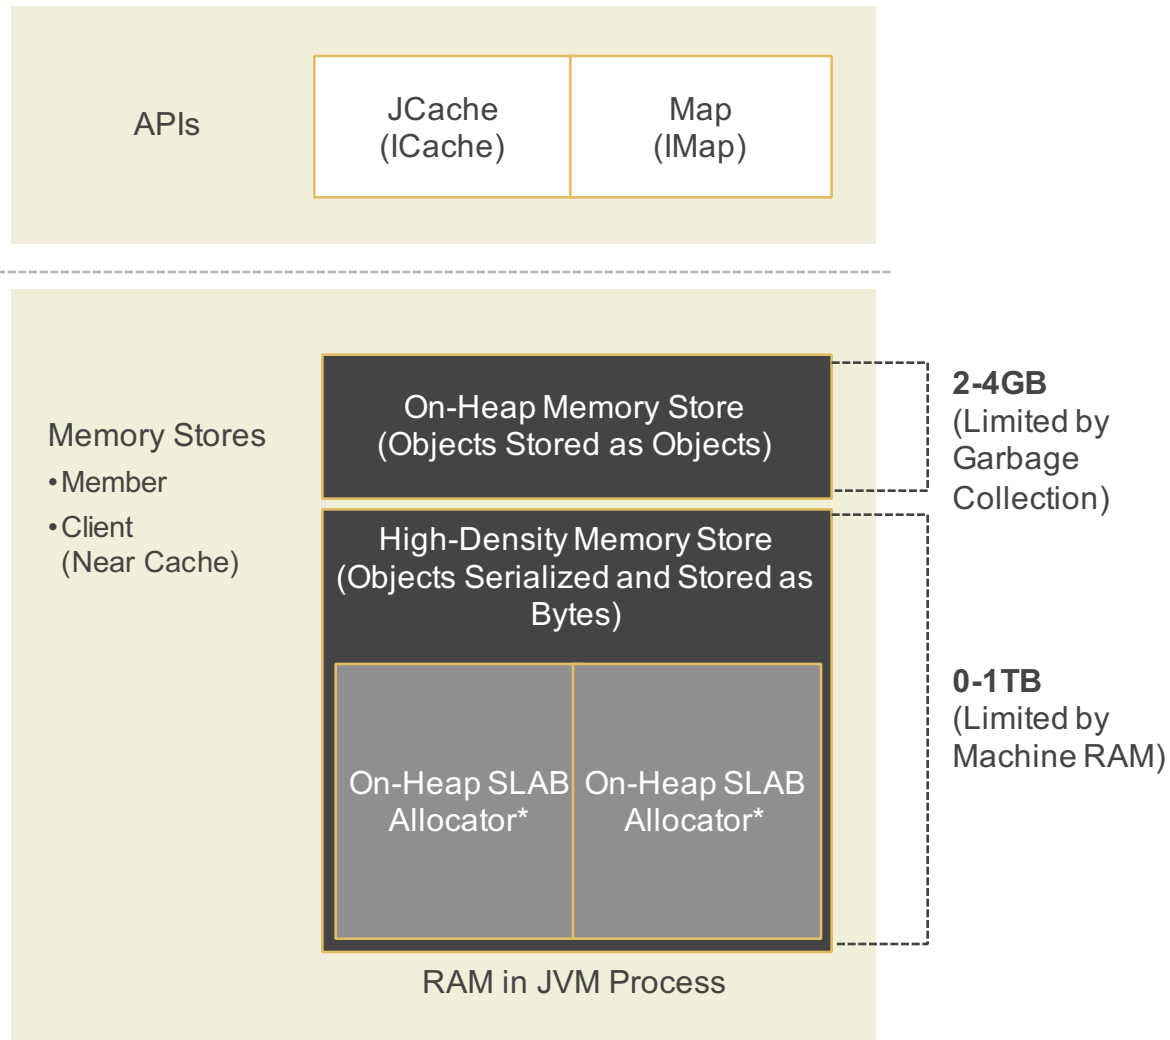 APIs
JCache
(ICache)
Map
(IMap)
Memory Stores
•Member
•Client
(Near Cache)
On-Heap Memory Store
(Objects Stored as Objects)
2-4GB
(Limited by
Garbage
Collection)
High-Density Memory Store
(Objects Serialized and Stored as
Bytes)
On-Heap SLAB
Allocator*
On-Heap SLAB
Allocator*
0-1TB
(Limited by
Machine RAM)
RAM in JVM Process